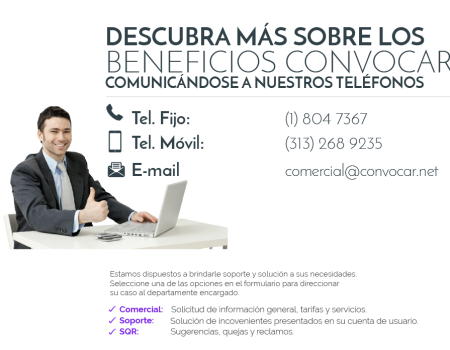 DESCUBRA MÁS SOBRE LOS
BENEFICIOS CONVOCAR
COMUNICÁNDOSE A NUESTROS TELÉFONOS
Tel. Fijo: (1) 804 7367
Tel. Móvil: (313) 268 9235
E-mail comercial@convocar.net
Estamos dispuestos a brindarle soporte y solución a sus necesidades.
Seleccione una de las opciones en el formulario para direccionar
su caso al departamente encargado.
Comercial: Solicitud de información general, tarifas y servicios.
Soporte: Solución de incovenientes presentados en su cuenta de usuario.
SQR: Sugerencias, quejas y reclamos.